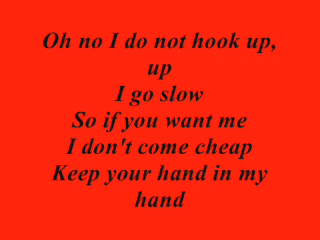 Oh no I do not hook up,
up
I go slow
So if you want me
I don't come cheap
Keep your hand in my
hand